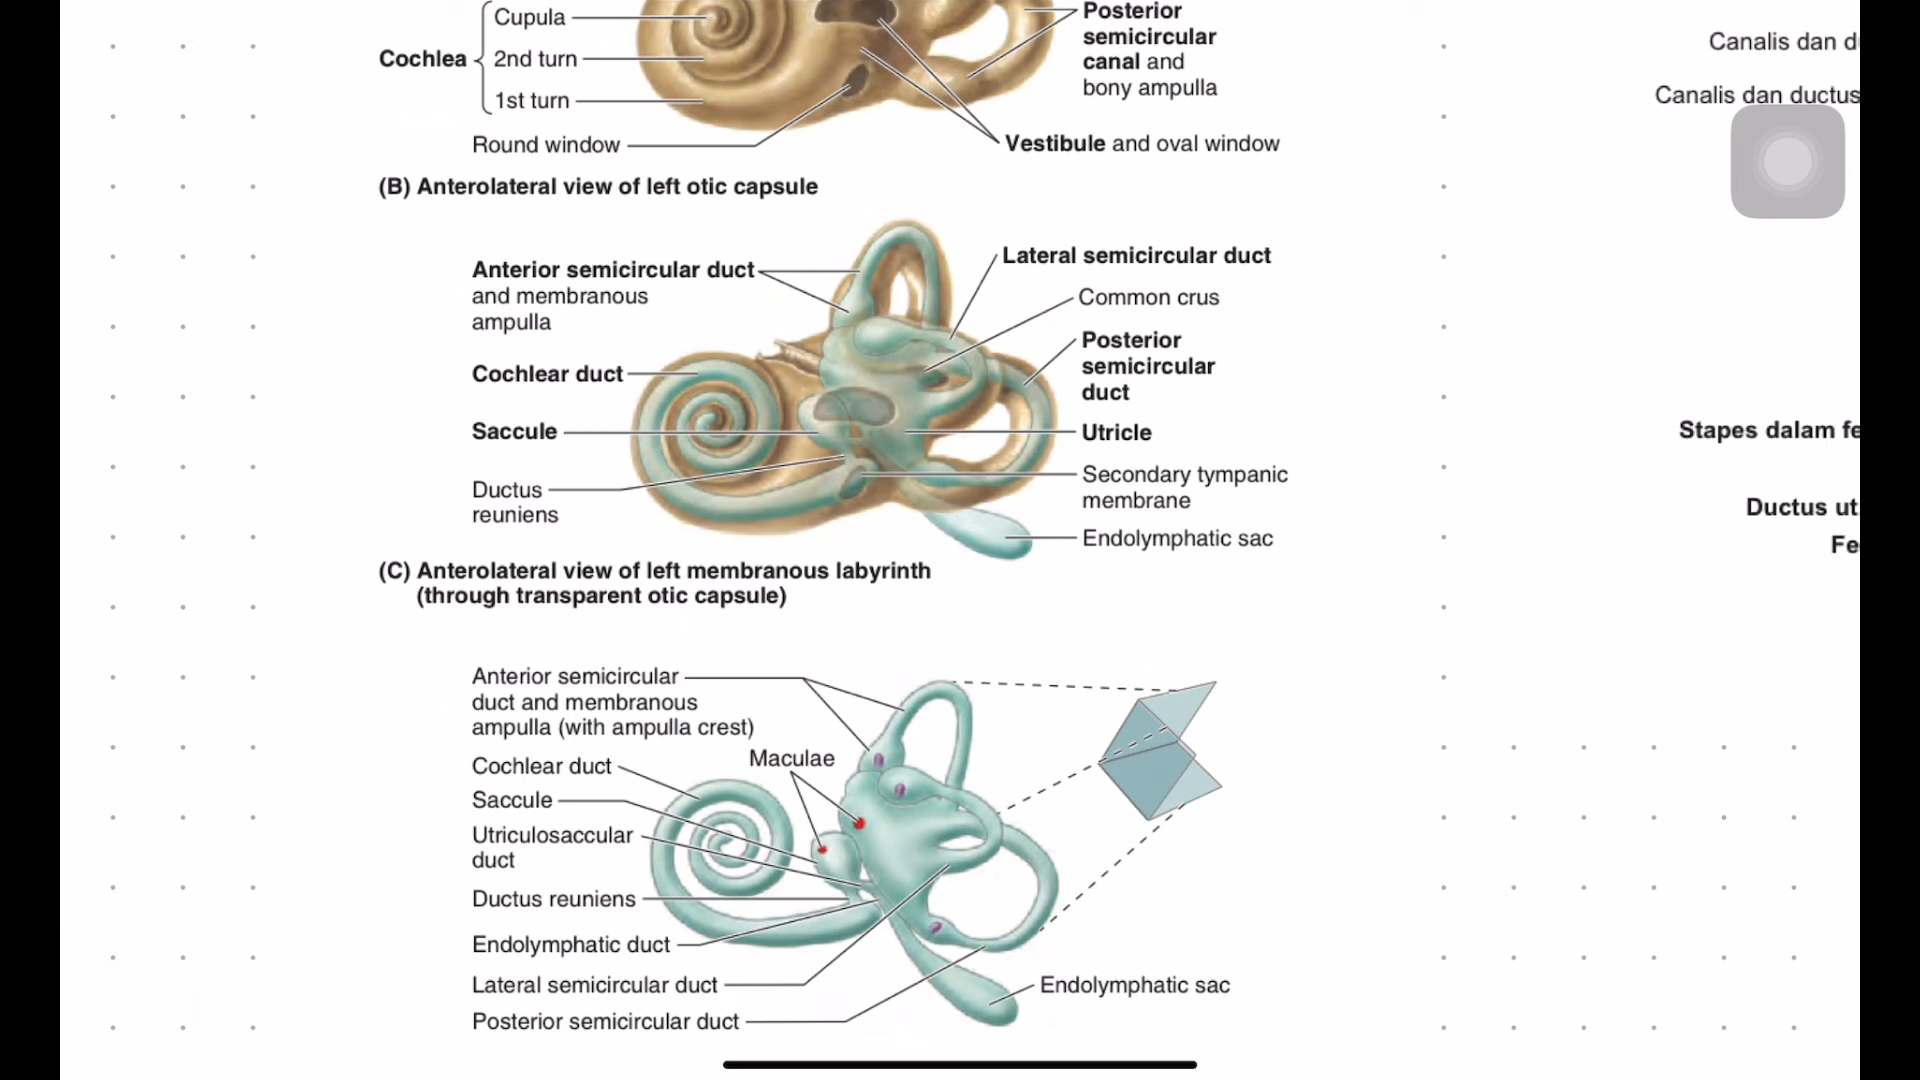 Cupula
Cochlea
2nd turn
1st turn
Round window
Posterior
semicircular
canal and
bony ampulla
Vestibule and oval window
(B) Anterolateral view of left otic capsule
Anterior semicircular duct
and membranous
ampulla
Cochlear duct
Saccule
Ductus
reuniens
Lateral semicircular duct
Common crus
Posterior
semicircular
duct
Utricle
Secondary tympanic
membrane
Endolymphatic sac
(C) Anterolateral view of left membranous labyrinth
(through transparent otic capsule)
Anterior semicircular
duct and membranous
ampulla (with ampulla crest)
Maculae
Cochlear duct
Saccule
Utriculosaccular
duct
Ductus reuniens
Endolymphatic duct
Lateral semicircular duct
Posterior semicircular duct
Endolymphatic sac
Canalis dan d
Canalis dan ductus
Stapes dalam fe
Ductus ut
Fe